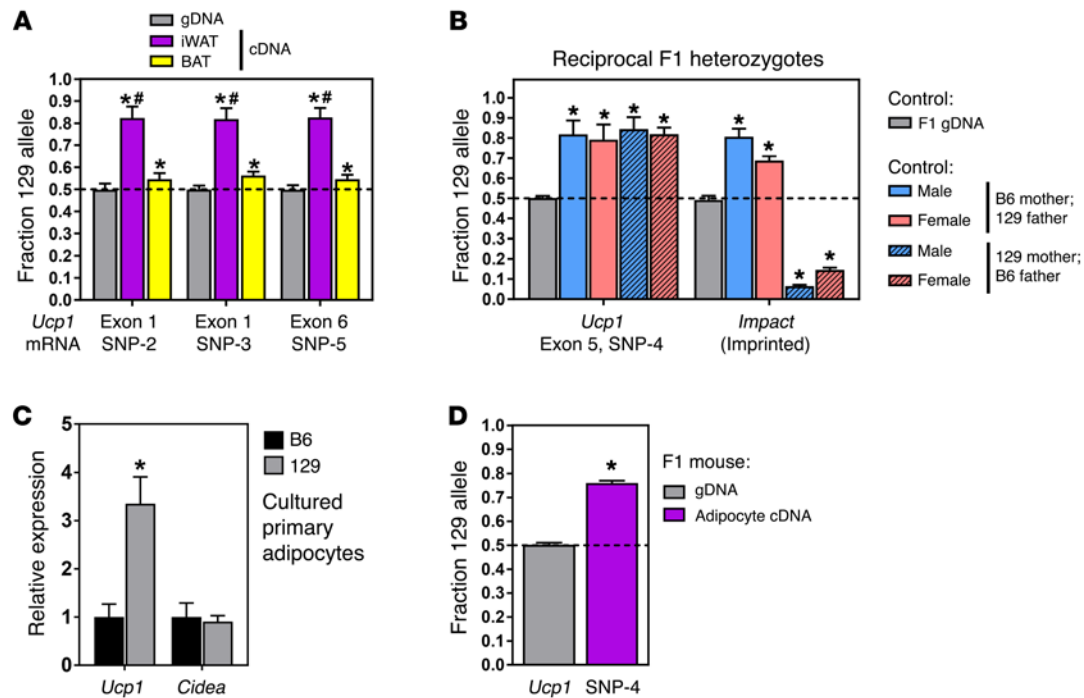 A
gDNA
iWAT
BAT
cDNA
Fraction 129 allele
1.0
0.9
0.8
0.7
0.6
0.5
0.4
0.3
0.2
0.1
0.0
*# * *# * *# *
Ucp1 mRNA
Exon 1 SNP-2
Exon 1 SNP-3
Exon 6 SNP-5
B
Reciprocal F1 heterozygotes
Fraction 129 allele
1.0
0.9
0.8
0.7
0.6
0.5
0.4
0.3
0.2
0.1
0.0
* * * * * * * *
Ucp1
Exon 5, SNP-4
Impact
(Imprinted)
Control:
F1 gDNA
Control:
Male
Female
B6 mother;
129 father
Male
Female
129 mother;
B6 father
C
Relative expression
5
4
3
2
1
0
*
Ucp1 Cidea
B6
129
Cultured
primary
adipocytes
D
Fraction 129 allele
1.0
0.9
0.8
0.7
0.6
0.5
0.4
0.3
0.2
0.1
0.0
*
Ucp1 SNP-4
F1 mouse:
gDNA
Adipocyte cDNA